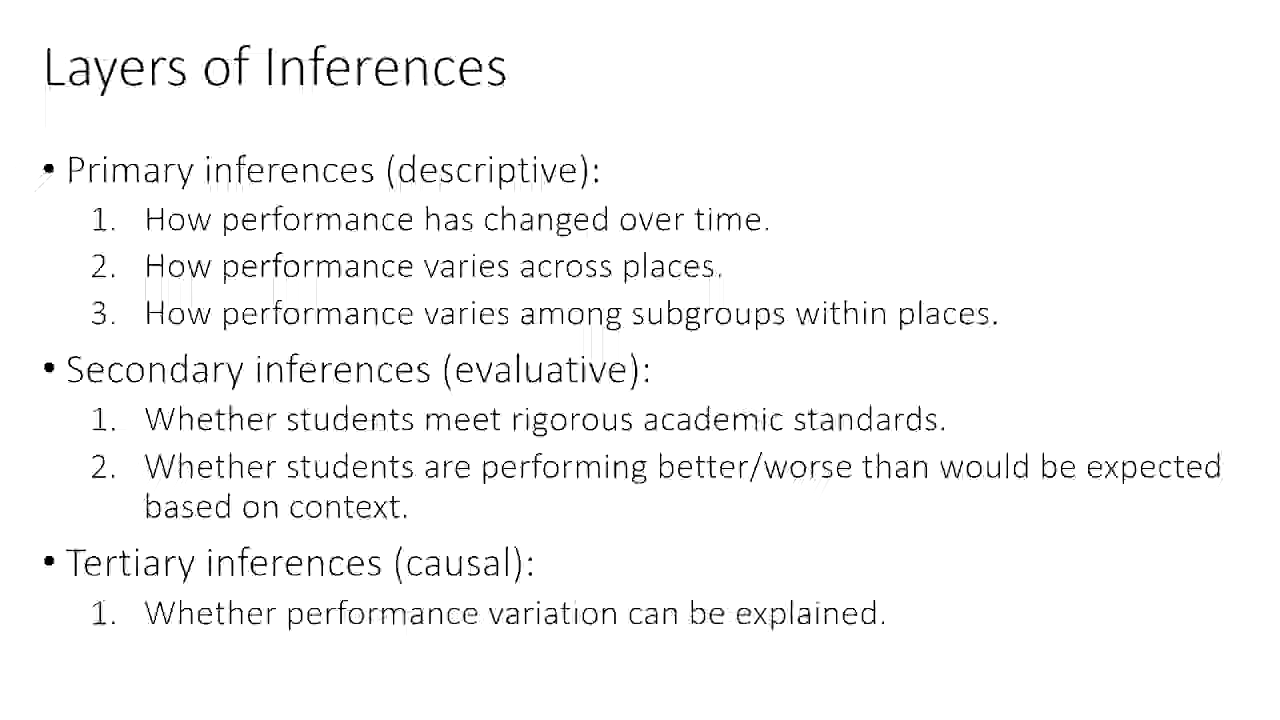 Layers of Inferences
• Primary inferences (descriptive):
1. How performance has changed over time.
2. How performance varies across places.
3. How performance varies among subgroups within places.
• Secondary inferences (evaluative):
1. Whether students meet rigorous academic standards.
2. Whether students are performing better/worse than would be expected
based on context.
• Tertiary inferences (causal):
1. Whether performance variation can be explained.